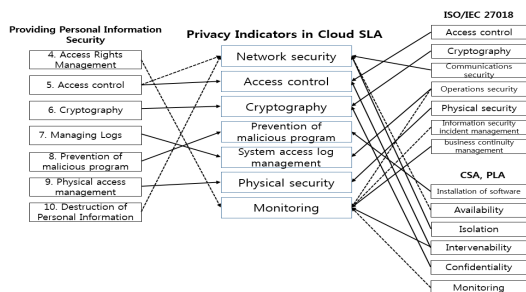 Providing Personal Information
Security
4. Access Rights
Management
5. Access control
6. Cryptography
7. Managing Logs
8. Prevention of
malicious program
9. Physical access
management
10. Destruction of
Personal Information
Privacy Indicators in Cloud SLA
Network security
Access control
Cryptography
Prevention of
malicious program
System access log
management
Physical security
Monitoring
ISO/IEC 27018
Access control
Cryptography
Communications
security
Operations security
Physical security
Information security
Incident management
business continuity
management
CSA, PLA
Installation of software
Availability
Isolation
Intervenability
Confidentiality
Monitoring